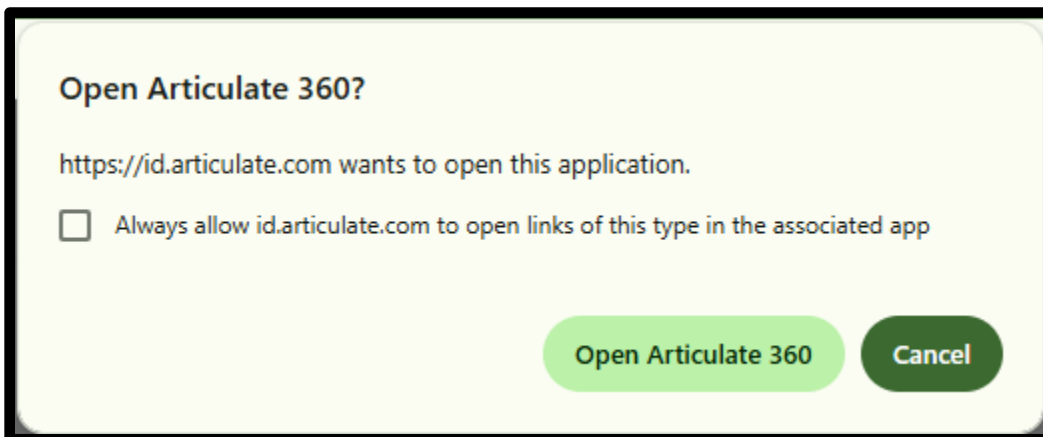 Open Articulate 360?
https://id.articulate.com wants to open this application.
Always allow id.articulate.com to open links of this type in the associated app
Open Articulate 360
Cancel